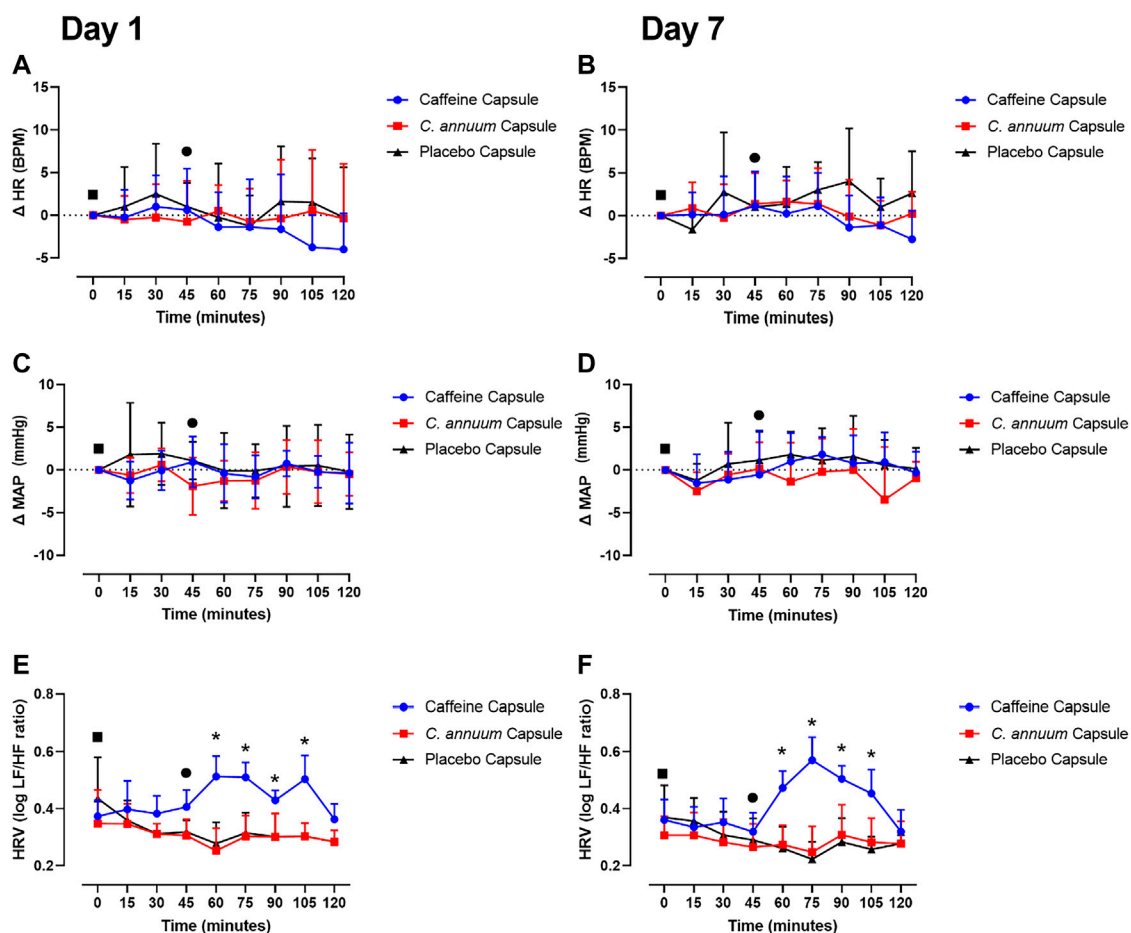 Day 1
Day 7
A
Δ HR (BPM)
15
10
5
0
-5
0 15 30 45 60 75 90 105 120
Time (minutes)
Caffeine Capsule
C. annuum Capsule
Placebo Capsule
B
Δ HR (BPM)
15
10
5
0
-5
0 15 30 45 60 75 90 105 120
Time (minutes)
Caffeine Capsule
C. annuum Capsule
Placebo Capsule
C
Δ MAP (mmHg)
10
5
0
-5
-10
0 15 30 45 60 75 90 105 120
Time (minutes)
Caffeine Capsule
C. annuum Capsule
Placebo Capsule
D
Δ MAP (mmHg)
10
5
0
-5
-10
0 15 30 45 60 75 90 105 120
Time (minutes)
Caffeine Capsule
C. annuum Capsule
Placebo Capsule
E
HRV (log LF/HF ratio)
0.8
0.6
0.4
0.2
* * * *
0 15 30 45 60 75 90 105 120
Time (minutes)
Caffeine Capsule
C. annuum Capsule
Placebo Capsule
F
HRV (log LF/HF ratio)
0.8
0.6
0.4
0.2
* * * *
0 15 30 45 60 75 90 105 120
Time (minutes)
Caffeine Capsule
C. annuum Capsule
Placebo Capsule